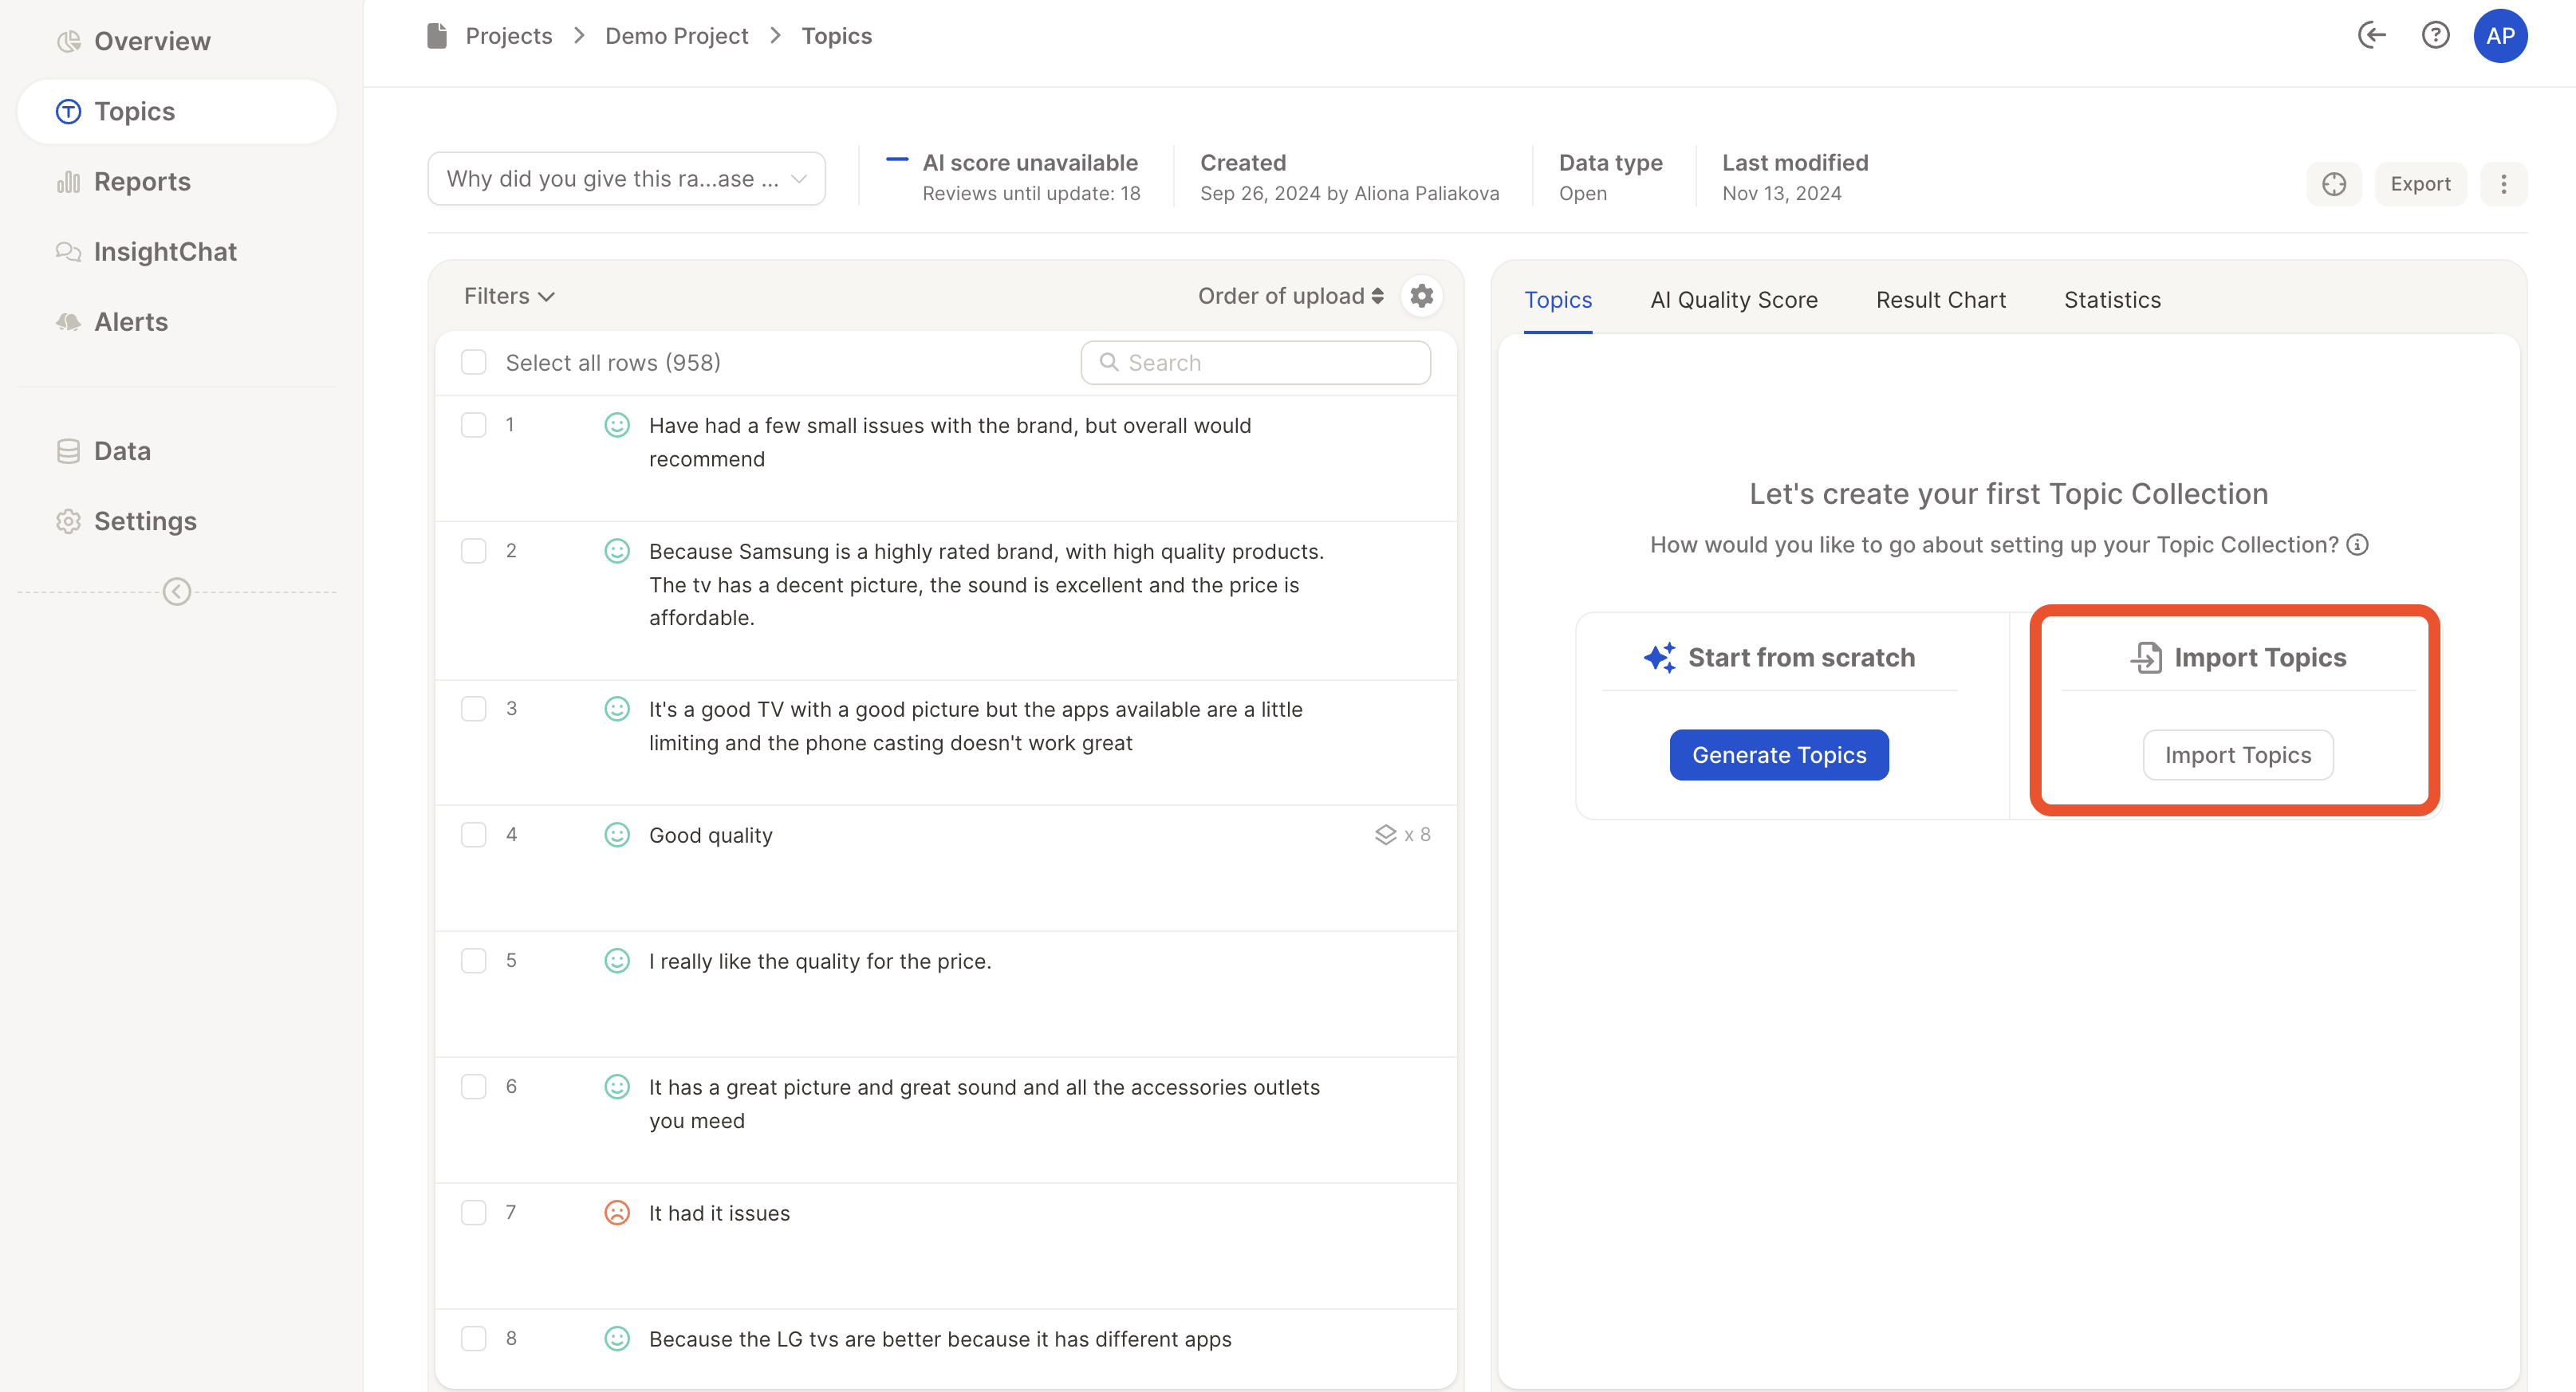 Overview
Topics
Reports
InsightChat
Alerts
Data
Settings
Projects > Demo Project > Topics
AP
Why did you give this ra...ase ...
AI score unavailable
Reviews until update: 18
Created
Sep 26, 2024 by Aliona Paliakova
Data type
Open
Last modified
Nov 13, 2024
Export
Filters
Order of upload
Select all rows (958)
Search
1
Have had a few small issues with the brand, but overall would
recommend
2
Because Samsung is a highly rated brand, with high quality products.
The tv has a decent picture, the sound is excellent and the price is
affordable.
3
It's a good TV with a good picture but the apps available are a little
limiting and the phone casting doesn't work great
4
Good quality
x 8
5
I really like the quality for the price.
6
It has a great picture and great sound and all the accessories outlets
you meed
7
It had it issues
8
Because the LG tvs are better because it has different apps
Topics
AI Quality Score
Result Chart
Statistics
Let's create your first Topic Collection
How would you like to go about setting up your Topic Collection?
Start from scratch
Generate Topics
Import Topics
Import Topics